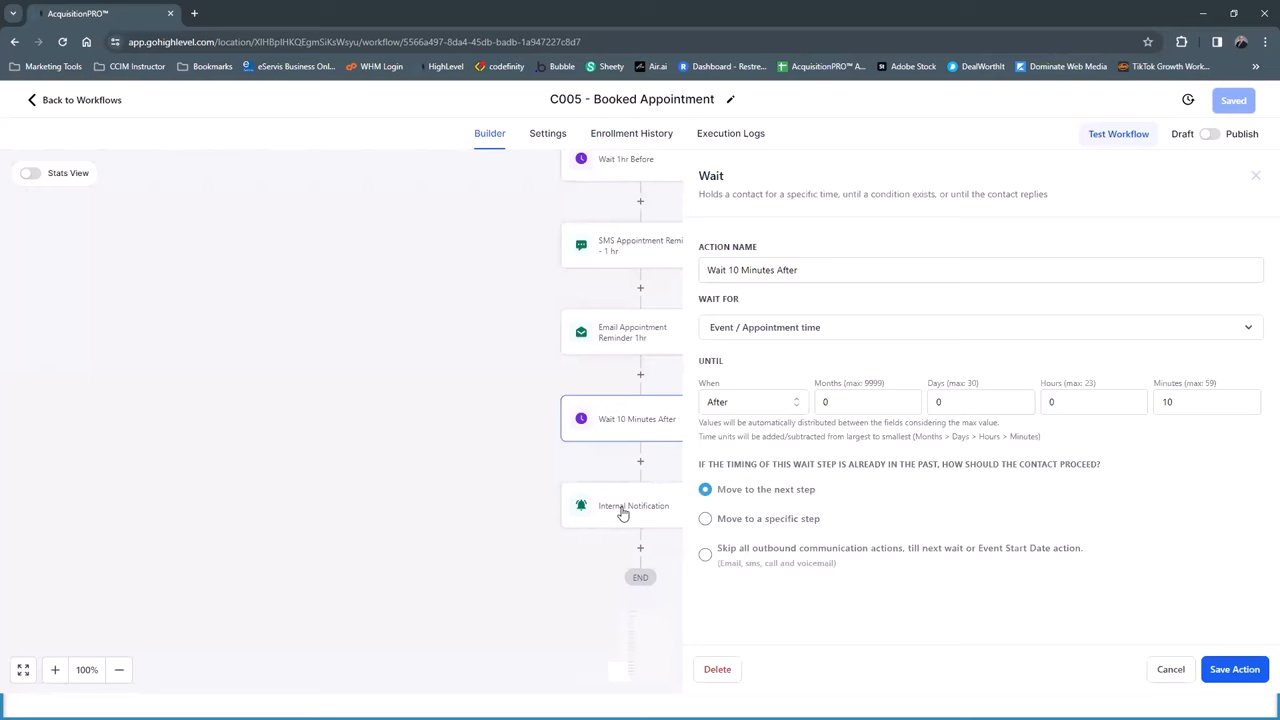 AcquisitionPRO™
app.gohighlevel.com/location/XIHBpIHKQEgmSiKsWsyu/workflow/5566a497-8da4-45db-badb-1a947227c8d7
Marketing Tools CCIM Instructor Bookmarks eServis Business Onl... WHM Login HighLevel codefinity Bubble Sheety Air.ai Dashboard - Restre... AcquisitionPRO™ A... Adobe Stock DealWorthIt Dominate Web Media TikTok Growth Work...
Back to Workflows
C005 - Booked Appointment
Saved
Builder Settings Enrollment History Execution Logs
Test Workflow
Draft Publish
Stats View
Wait 1hr Before
SMS Appointment Remi
- 1 hr
Email Appointment
Reminder 1hr
Wait 10 Minutes After
Internal Notification
END
100%
Wait
Holds a contact for a specific time, until a condition exists, or until the contact replies
ACTION NAME
Wait 10 Minutes After
WAIT FOR
Event / Appointment time
UNTIL
When Months (max: 9999) Days (max: 30) Hours (max: 23) Minutes (max: 59)
After 0 0 0 10
Values will be automatically distributed between the fields considering the max value.
Time units will be added/subtracted from largest to smallest (Months > Days > Hours > Minutes)
IF THE TIMING OF THIS WAIT STEP IS ALREADY IN THE PAST, HOW SHOULD THE CONTACT PROCEED?
Move to the next step
Move to a specific step
Skip all outbound communication actions, till next wait or Event Start Date action.
(Email, sms, call and voicemail)
Delete
Cancel
Save Action